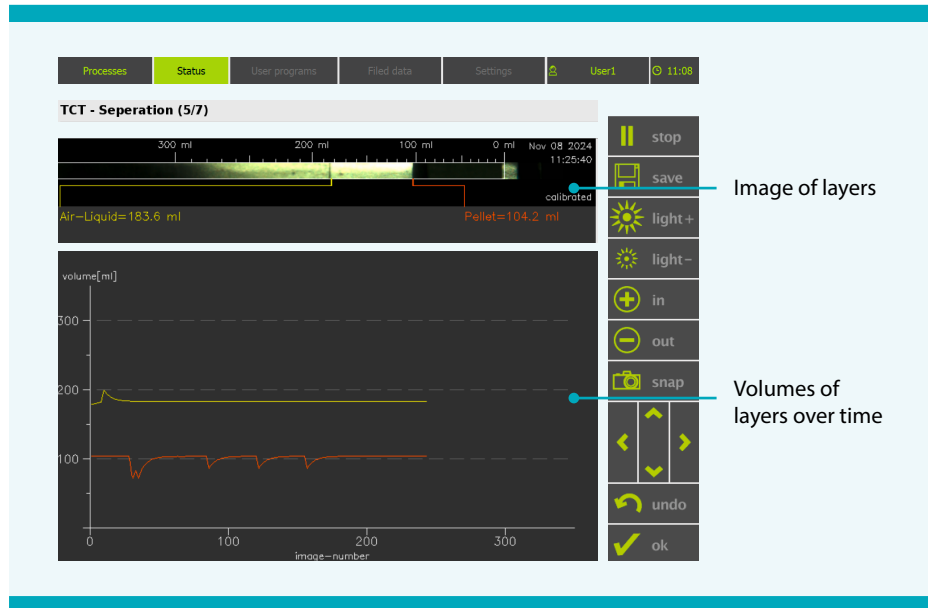 Processes Status User programs Filed data Settings User1 11:08
TCT - Seperation (5/7)
300 ml 200 ml 100 ml 0 ml Nov 08 2024
11:25:40
calibrated
Air-Liquid=183.6 ml Pellet=104.2 ml
volume[ml]
300
200
100
0 100 200 300
image-number
stop
save
light+
light-
in
out
snap
undo
ok
Image of layers
Volumes of
layers over time